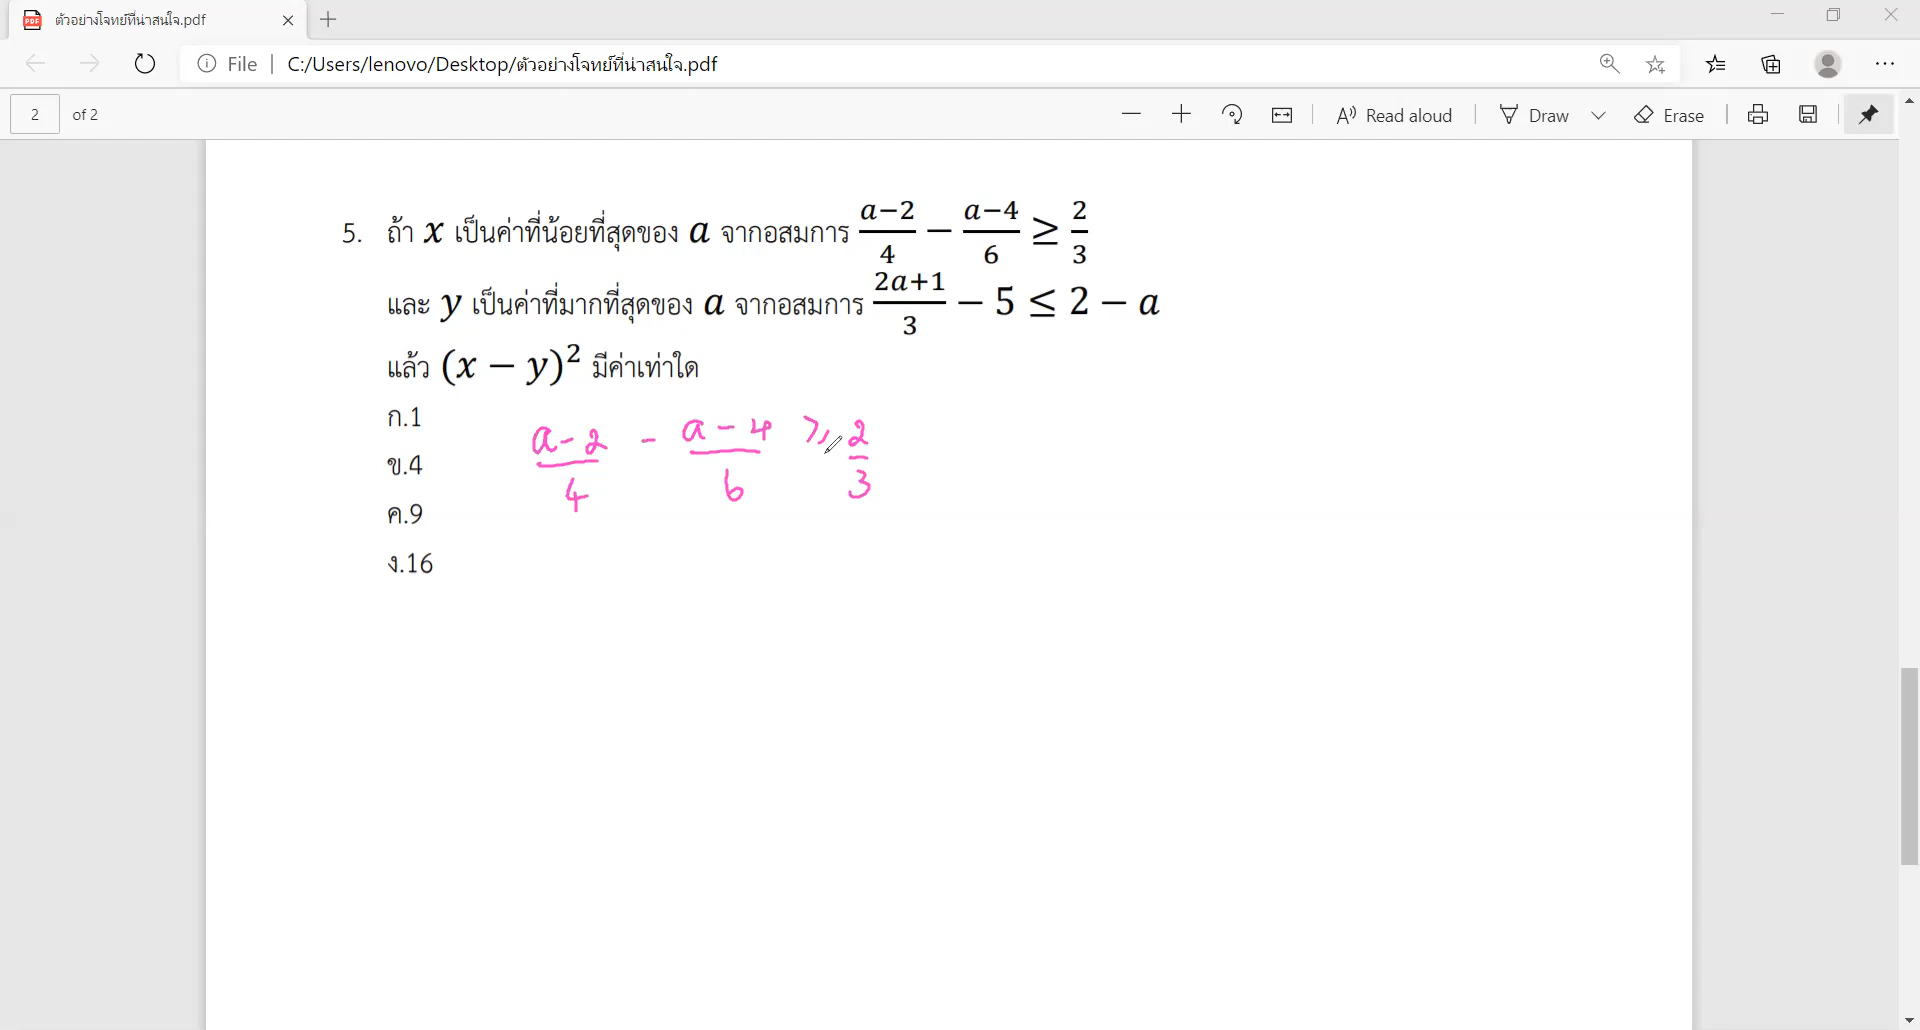 ตัวอย่างโจทย์ที่น่าสนใจ.pdf
File | C:/Users/lenovo/Desktop/ตัวอย่างโจทย์ที่น่าสนใจ.pdf
2 of 2 Read aloud Draw Erase
5. ถ้า x เป็นค่าที่น้อยที่สุดของ a จากอสมการ (a−2)/4 − (a−4)/6 ≥ 2/3
และ y เป็นค่าที่มากที่สุดของ a จากอสมการ (2a+1)/3 − 5 ≤ 2 − a
แล้ว (x − y)² มีค่าเท่าใด
ก.1
(a-2)/4 - (a-4)/6 ≥ 2/3
ข.4
ค.9
ง.16